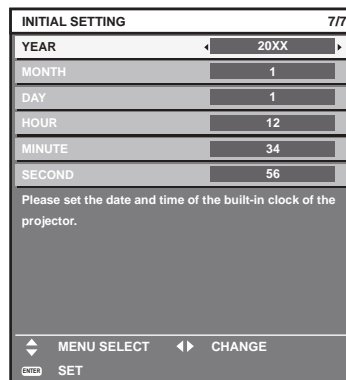 INITIAL SETTING 7/7
YEAR 20XX
MONTH 1
DAY 1
HOUR 12
MINUTE 34
SECOND 56
Please set the date and time of the built-in clock of the
projector.
MENU SELECT CHANGE
ENTER SET